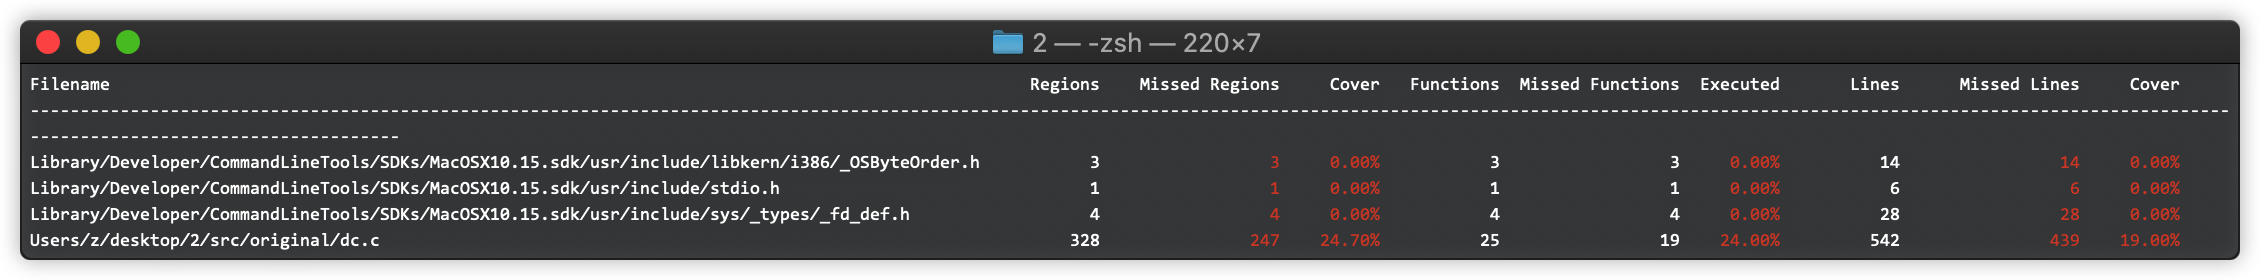 2 — -zsh — 220×7
Filename Regions Missed Regions Cover Functions Missed Functions Executed Lines Missed Lines Cover
----------------------------------------------------------------------------------------------------------------------------------------------------------------------------------------------------------------------------
-------------------------------------
Library/Developer/CommandLineTools/SDKs/MacOSX10.15.sdk/usr/include/libkern/i386/_OSByteOrder.h 3 3 0.00% 3 3 0.00% 14 14 0.00%
Library/Developer/CommandLineTools/SDKs/MacOSX10.15.sdk/usr/include/stdio.h 1 1 0.00% 1 1 0.00% 6 6 0.00%
Library/Developer/CommandLineTools/SDKs/MacOSX10.15.sdk/usr/include/sys/_types/_fd_def.h 4 4 0.00% 4 4 0.00% 28 28 0.00%
Users/z/desktop/2/src/original/dc.c 328 247 24.70% 25 19 24.00% 542 439 19.00%